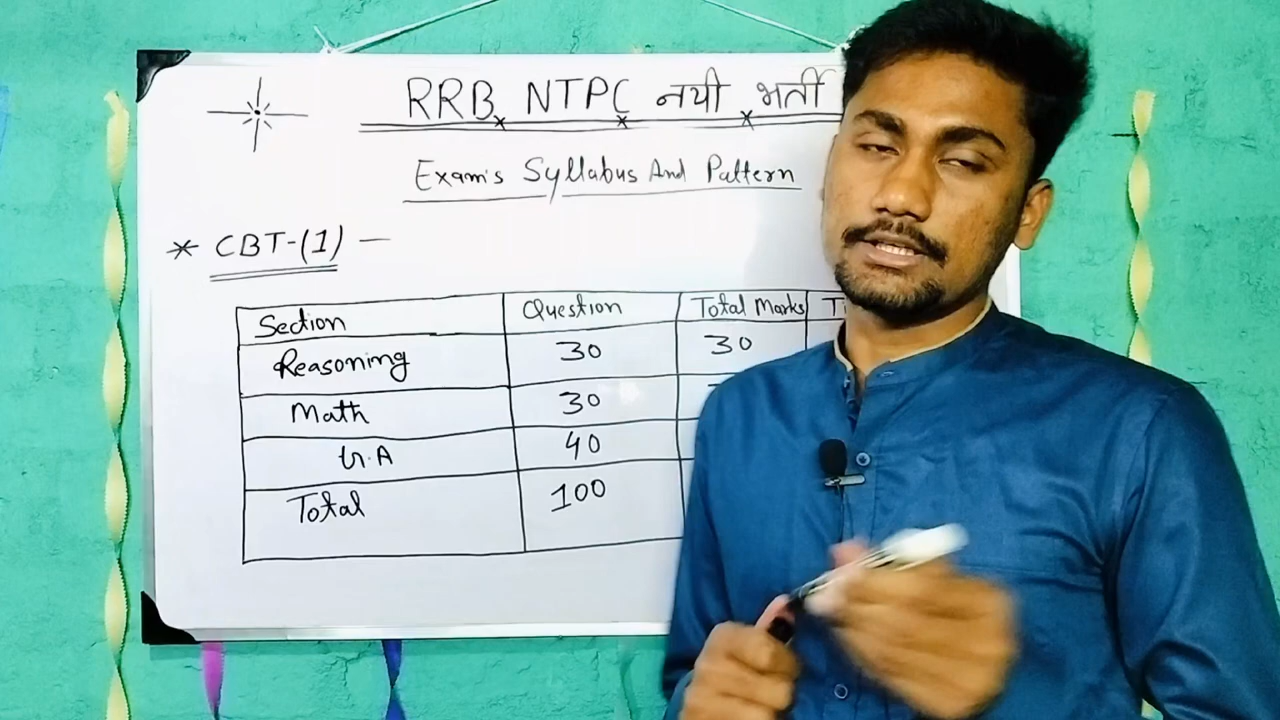 RRB NTPC नयी भर्ती
Exam's Syllabus And Pattern
* CBT-(1) —
Section Question Total Marks
Reasoning 30 30
Math 30
G.A 40
Total 100